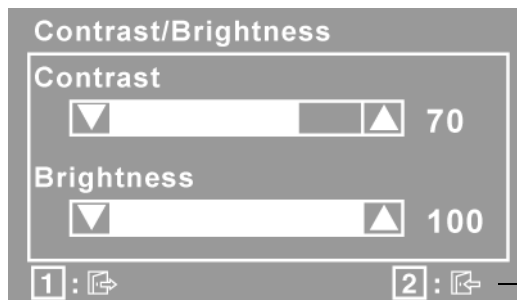 Contrast/Brightness
Contrast
70
Brightness
100
1 : 2 :